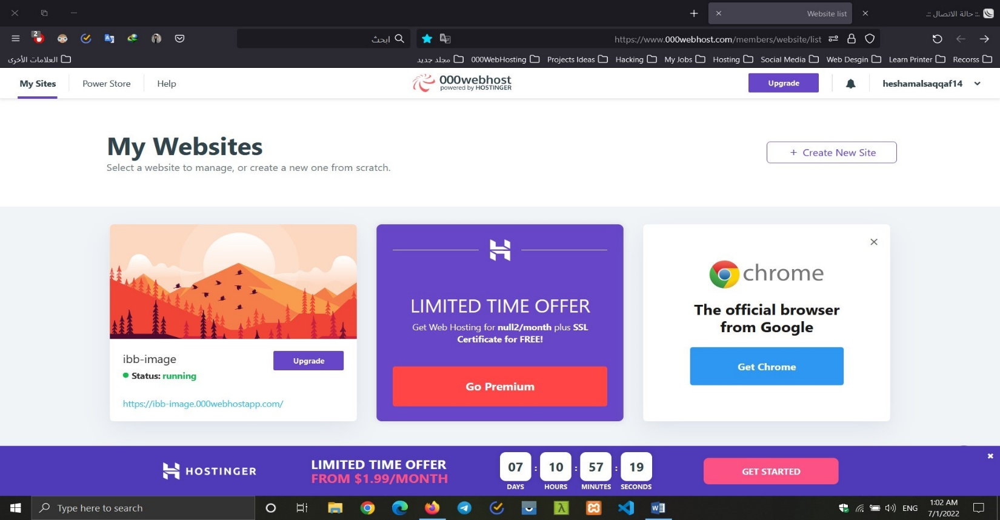 Website list
.:: حالة الاتصال ::.
2
ابحث
https://www.000webhost.com/members/website/list
العلامات الأخرى
مجلد جديد
000WebHosting
Projects Ideas
Hacking
My Jobs
Hosting
Social Media
Web Desgin
Learn Printer
Recorss
My Sites
Power Store
Help
000webhost
powered by HOSTINGER
Upgrade
heshamalsaqqaf14
My Websites
Select a website to manage, or create a new one from scratch.
+ Create New Site
ibb-image
Upgrade
Status: running
https://ibb-image.000webhostapp.com/
LIMITED TIME OFFER
Get Web Hosting for null2/month plus SSL
Certificate for FREE!
Go Premium
chrome
The official browser
from Google
Get Chrome
HOSTINGER
LIMITED TIME OFFER
FROM $1.99/MONTH
07 : 10 : 57 : 19
DAYS HOURS MINUTES SECONDS
GET STARTED
Type here to search
ENG
1:02 AM
7/1/2022